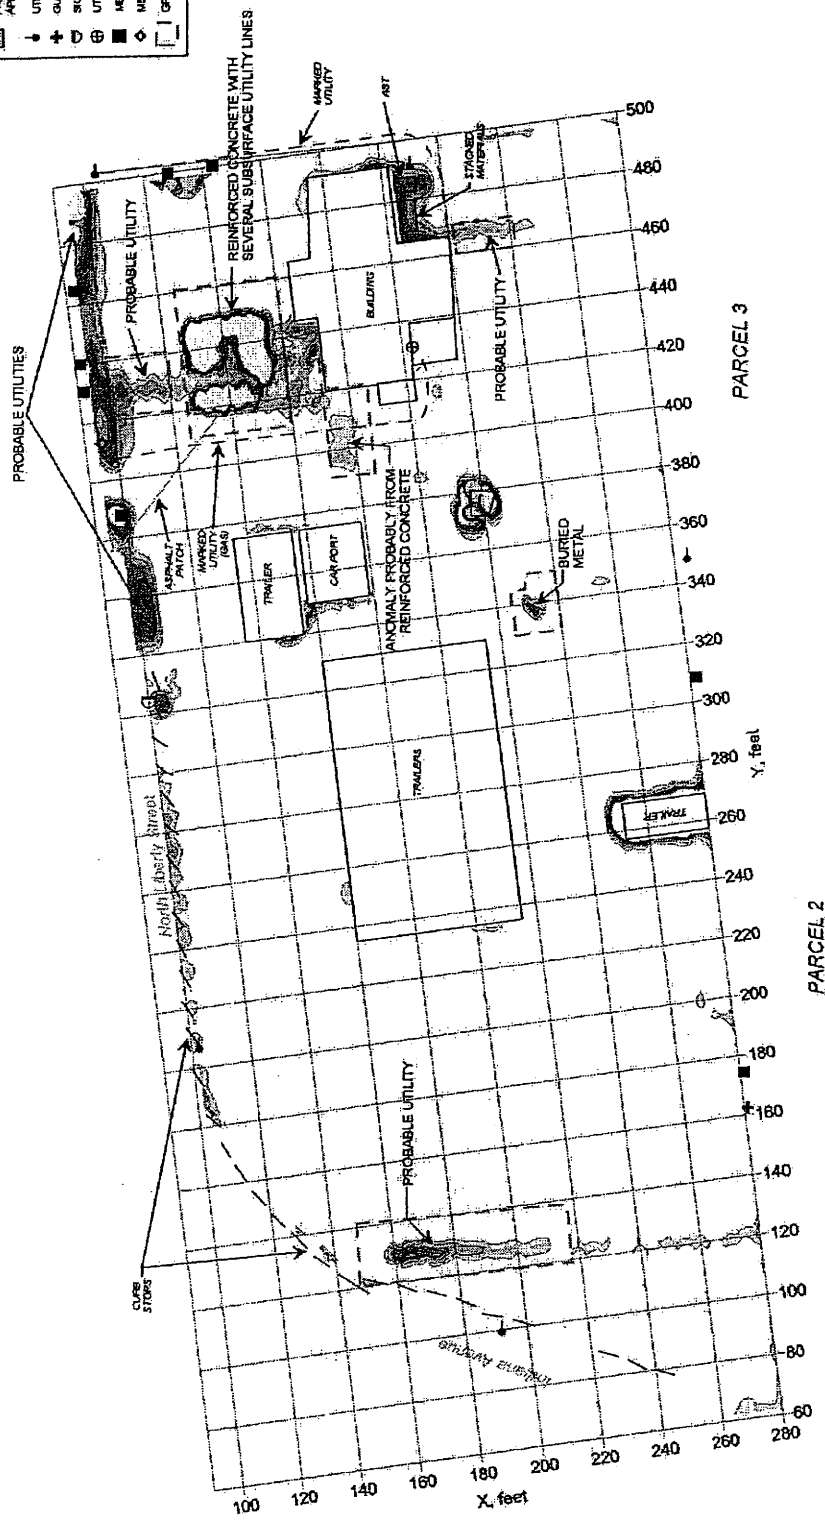 PROBABLE UTILITIES
PROBABLE UTILITY
REINFORCED CONCRETE WITH
SEVERAL SUBSURFACE UTILITY LINES
MARKED
UTILITY
AST
STAGED
MATERIALS
500
480
460
440
420
400
380
360
340
320
300
280
260
240
220
200
180
160
140
120
100
80
60
Y, feet
BUILDING
PROBABLE UTILITY
PARCEL 3
ASPHALT
PATCH
MARKED
UTILITY
(GAS)
TRAILER
CAR PORT
ANOMALY PROBABLY FROM
REINFORCED CONCRETE
BURIED
METAL
North Liberty Street
TRAILERS
TRAILER
PARCEL 2
CURB
STOPS
PROBABLE UTILITY
Indiana Avenue
100
120
140
160
180
200
220
240
260
280
X, feet